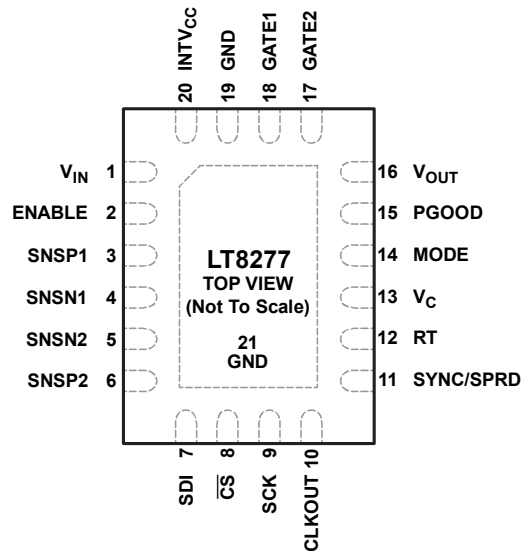 20 INTVCC
19 GND
18 GATE1
17 GATE2
VIN 1
ENABLE 2
SNSP1 3
SNSN1 4
SNSN2 5
SNSP2 6
LT8277
TOP VIEW
(Not To Scale)
21
GND
16 VOUT
15 PGOOD
14 MODE
13 VC
12 RT
11 SYNC/SPRD
SDI 7
C̅S̅ 8
SCK 9
CLKOUT 10